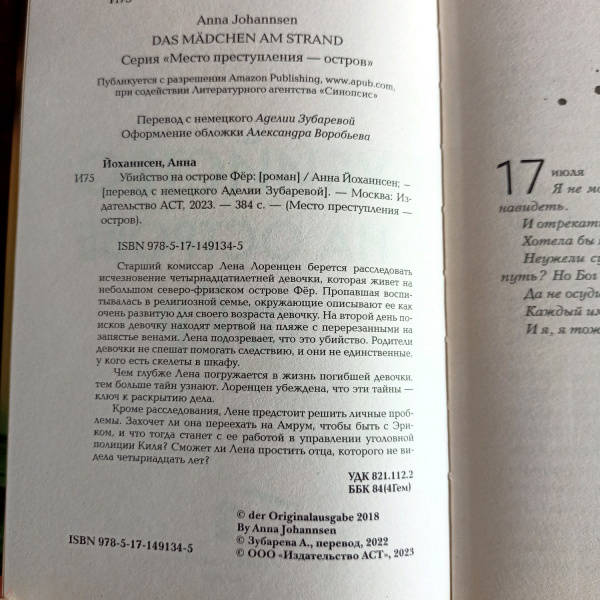 И75
Anna Johannsen
DAS MÄDCHEN AM STRAND
Серия «Место преступления — остров»
Публикуется с разрешения Amazon Publishing, www.apub.com,
при содействии Литературного агентства «Синопсис»
Перевод с немецкого Аделии Зубаревой
Оформление обложки Александра Воробьева
Йоханнсен, Анна
И75 Убийство на острове Фёр: [роман] / Анна Йоханнсен; –
[перевод с немецкого Аделии Зубаревой]. — Москва: Из-
дательство АСТ, 2023. — 384 с. — (Место преступления —
остров).
ISBN 978-5-17-149134-5
Старший комиссар Лена Лоренцен берется расследовать
исчезновение четырнадцатилетней девочки, которая живет на
небольшом северо-фризском острове Фёр. Пропавшая воспи-
тывалась в религиозной семье, окружающие описывают ее как
очень развитую для своего возраста девочку. На второй день по-
исков девочку находят мертвой на пляже с перерезанными на
запястье венами. Лена подозревает, что это убийство. Родители
девочки не спешат помогать следствию, и они не единственные,
у кого есть скелеты в шкафу.
Чем глубже Лена погружается в жизнь погибшей девочки,
тем больше тайн узнают. Лоренцен убеждена, что эти тайны —
ключ к раскрытию дела.
Кроме расследования, Лене предстоит решить личные проб-
лемы. Захочет ли она переехать на Амрум, чтобы быть с Эри-
ком, и что тогда станет с ее работой в управлении уголовной
полиции Киля? Сможет ли Лена простить отца, которого не ви-
дела четырнадцать лет?
УДК 821.112.2
ББК 84(4Гем)
© der Originalausgabe 2018
By Anna Johannsen
© Зубарева А., перевод, 2022
ISBN 978-5-17-149134-5 © ООО «Издательство АСТ», 2023
17 июля
Я не мо
навидеть.
И отрекать
Хотела бы
Неужели су
путь? Но Бог
Да не осуди
Каждый из
И я, я тож